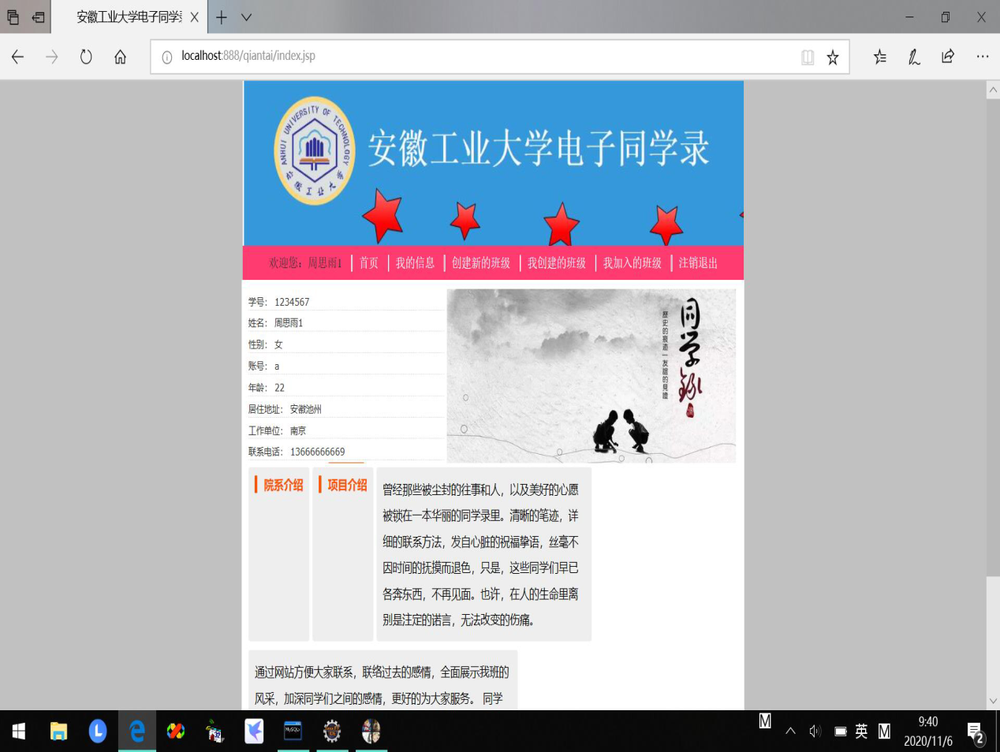 安徽工业大学电子同学录
localhost:888/qiantai/index.jsp
ANHUI UNIVERSITY OF TECHNOLOGY
安徽工业大学
安徽工业大学电子同学录
欢迎您：周思雨1 首页 我的信息 创建新的班级 我创建的班级 我加入的班级 注销退出
学号： 1234567
姓名： 周思雨1
性别： 女
账号： a
年龄： 22
居住地址： 安徽池州
工作单位： 南京
联系电话： 13666666669
同学錄
歷史的痕迹一友誼的見證
院系介绍
项目介绍
曾经那些被尘封的往事和人，以及美好的心愿
被锁在一本华丽的同学录里。清晰的笔迹，详
细的联系方法，发自心脏的祝福挚语，丝毫不
因时间的抚摸而退色，只是，这些同学们早已
各奔东西，不再见面。也许，在人的生命里离
别是注定的诺言，无法改变的伤痛。
通过网站方便大家联系，联络过去的感情，全面展示我班的
风采，加深同学们之间的感情，更好的为大家服务。 同学
M
英 M
9:40
2020/11/6
2